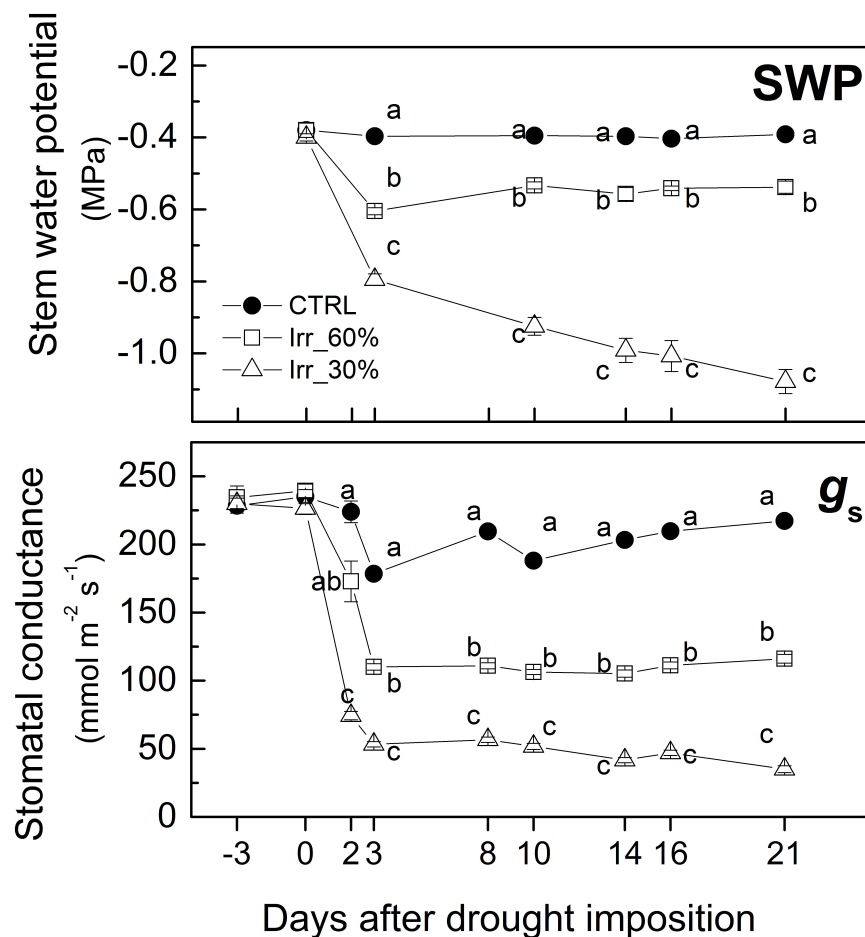 Stem water potential
(MPa)
-0.2
-0.4
-0.6
-0.8
-1.0
SWP
a
a
a
a
a
b
b
b
b
b
c
c
c
c
c
CTRL
Irr_60%
Irr_30%
Stomatal conductance
(mmol m⁻² s⁻¹)
250
200
150
100
50
0
gₛ
a
a
a
a
a
a
a
ab
b
b
b
b
b
b
c
c
c
c
c
c
c
-3 0 2 3 8 10 14 16 21
Days after drought imposition